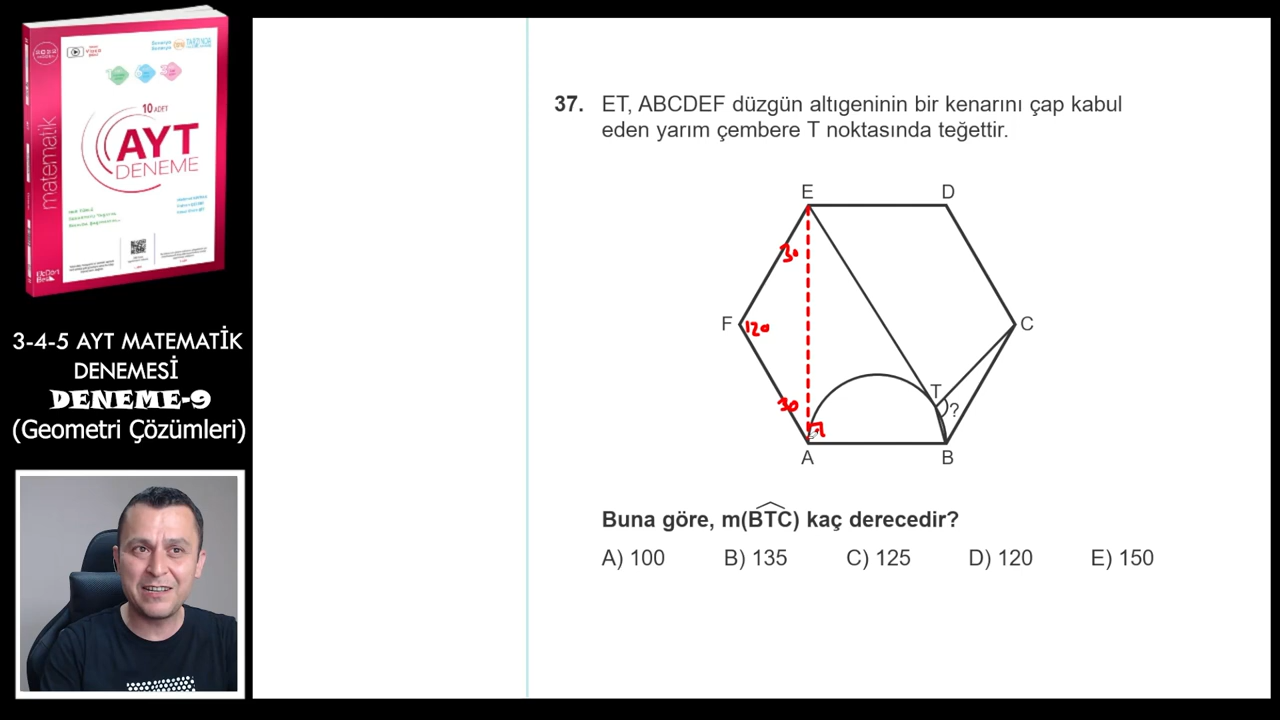 2022
matematik
10 ADET
AYT
DENEME
3-4-5 AYT MATEMATİK
DENEMESİ
DENEME-9
(Geometri Çözümleri)
37. ET, ABCDEF düzgün altıgeninin bir kenarını çap kabul
eden yarım çembere T noktasında teğettir.
E
D
30
F
120
C
30
T
?
A
B
Buna göre, m(BTC) kaç derecedir?
A) 100 B) 135 C) 125 D) 120 E) 150